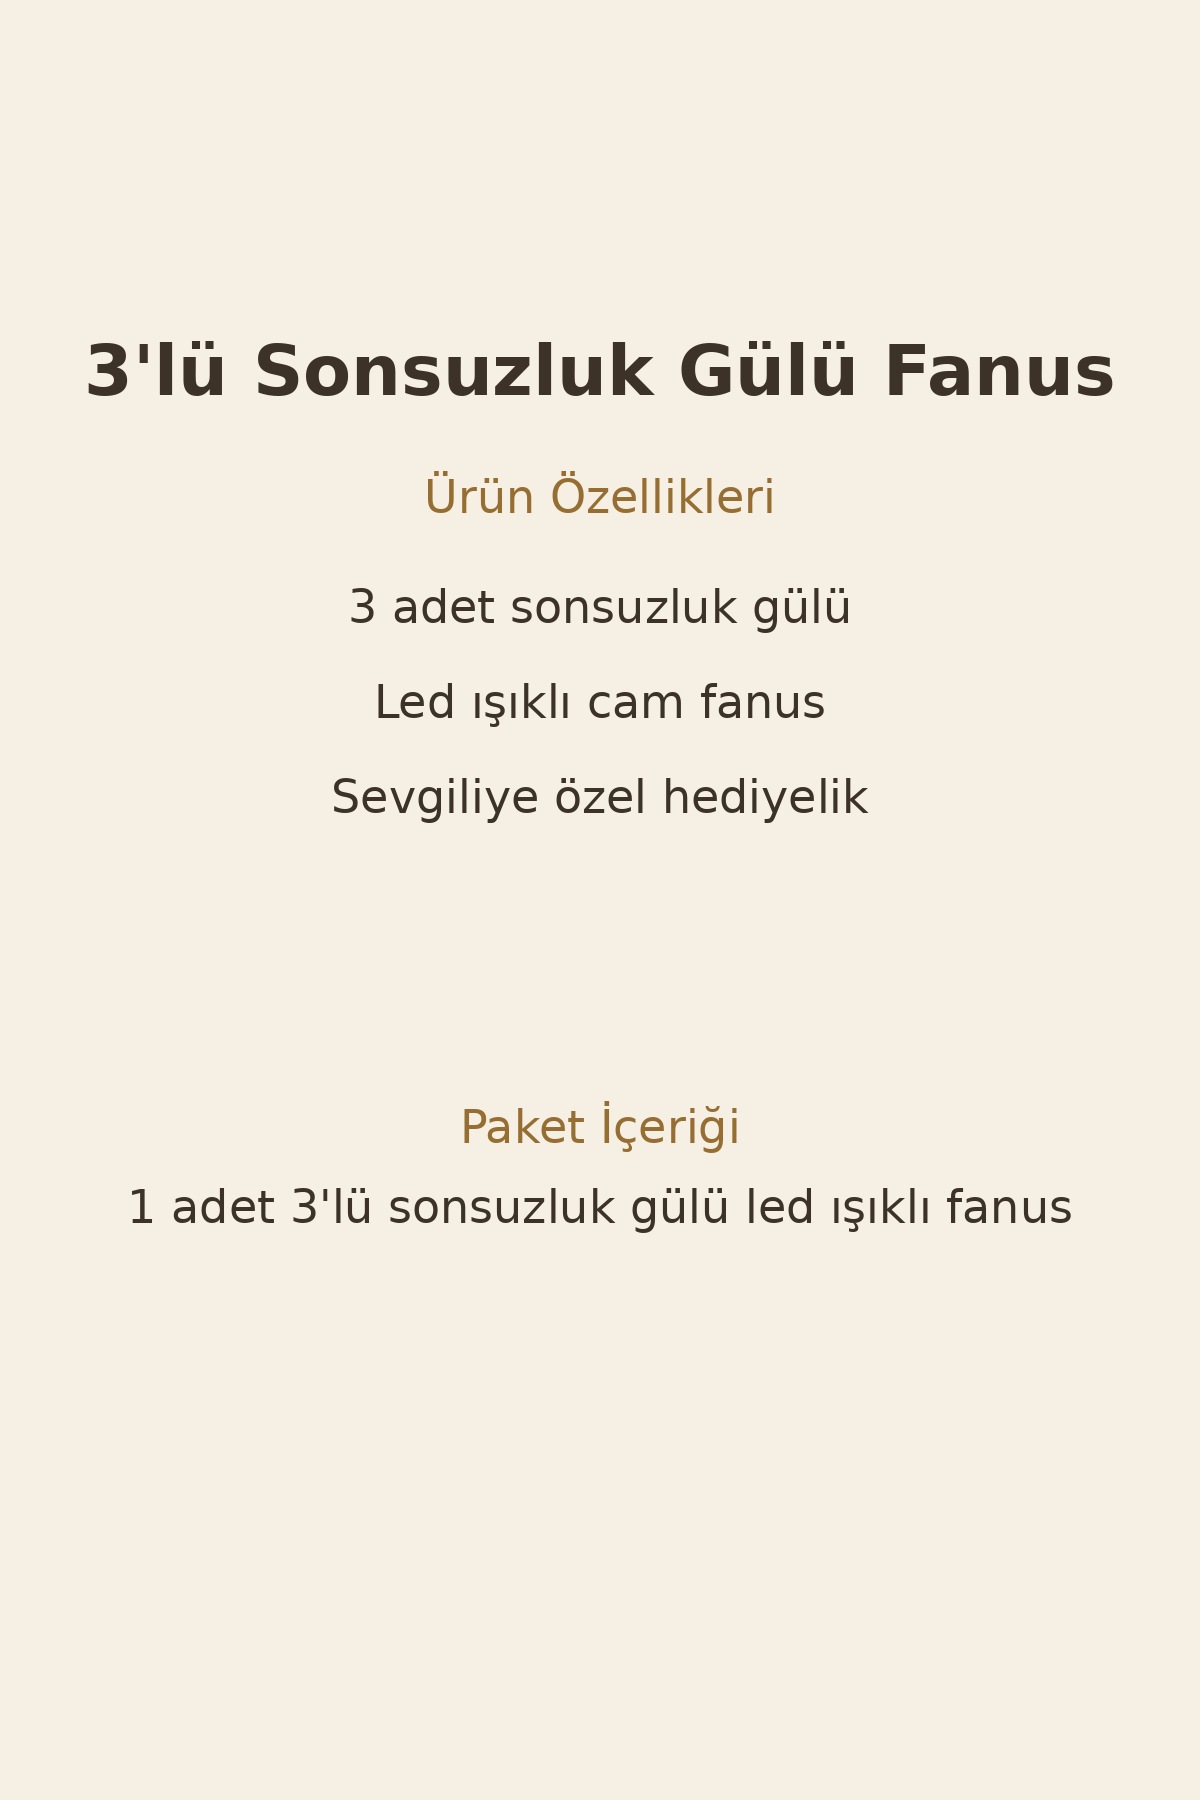 3'lü Sonsuzluk Gülü Fanus
Ürün Özellikleri
3 adet sonsuzluk gülü
Led ışıklı cam fanus
Sevgiliye özel hediyelik
Paket İçeriği
1 adet 3'lü sonsuzluk gülü led ışıklı fanus